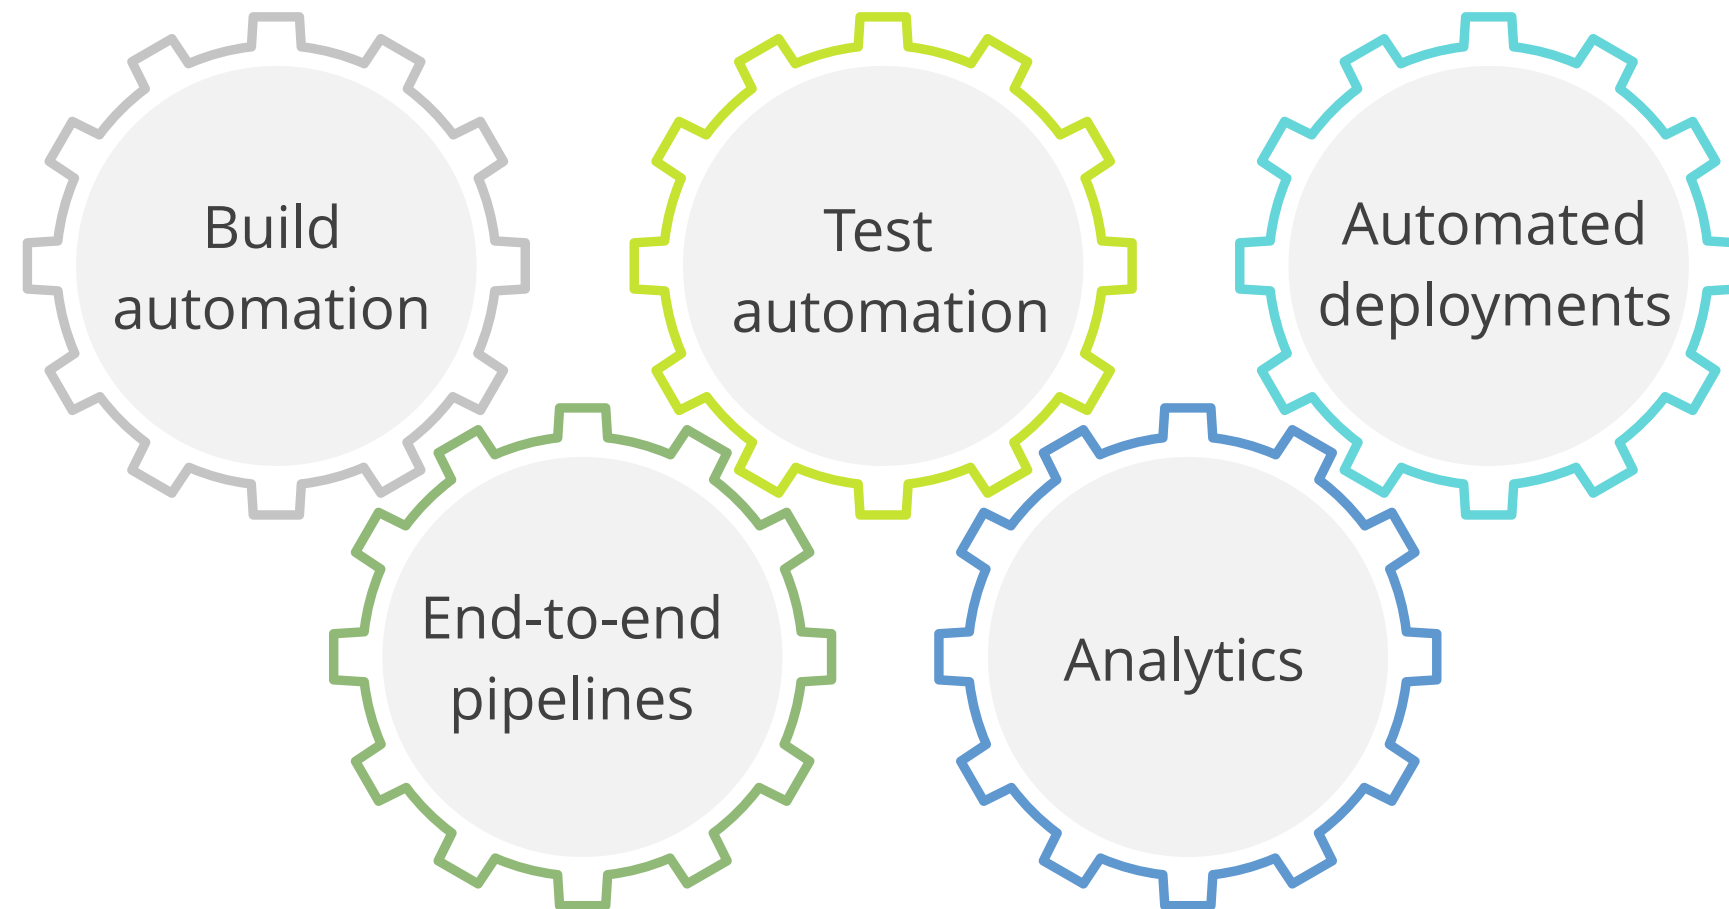 Build
automation
Test
automation
Automated
deployments
End-to-end
pipelines
Analytics